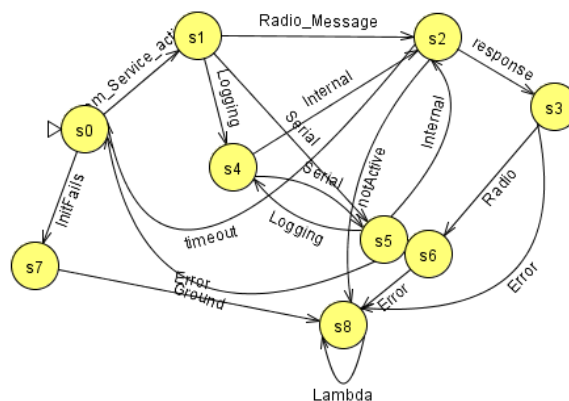 Radio_Message
s1
s2
response
am_Service_acti
s3
Logging
Internal
s0
Serial
Internal
s4
Serial
notActive
Radio
InitFails
timeout
Logging
s5
s6
s7
Error
Ground
Error
Error
s8
Lambda